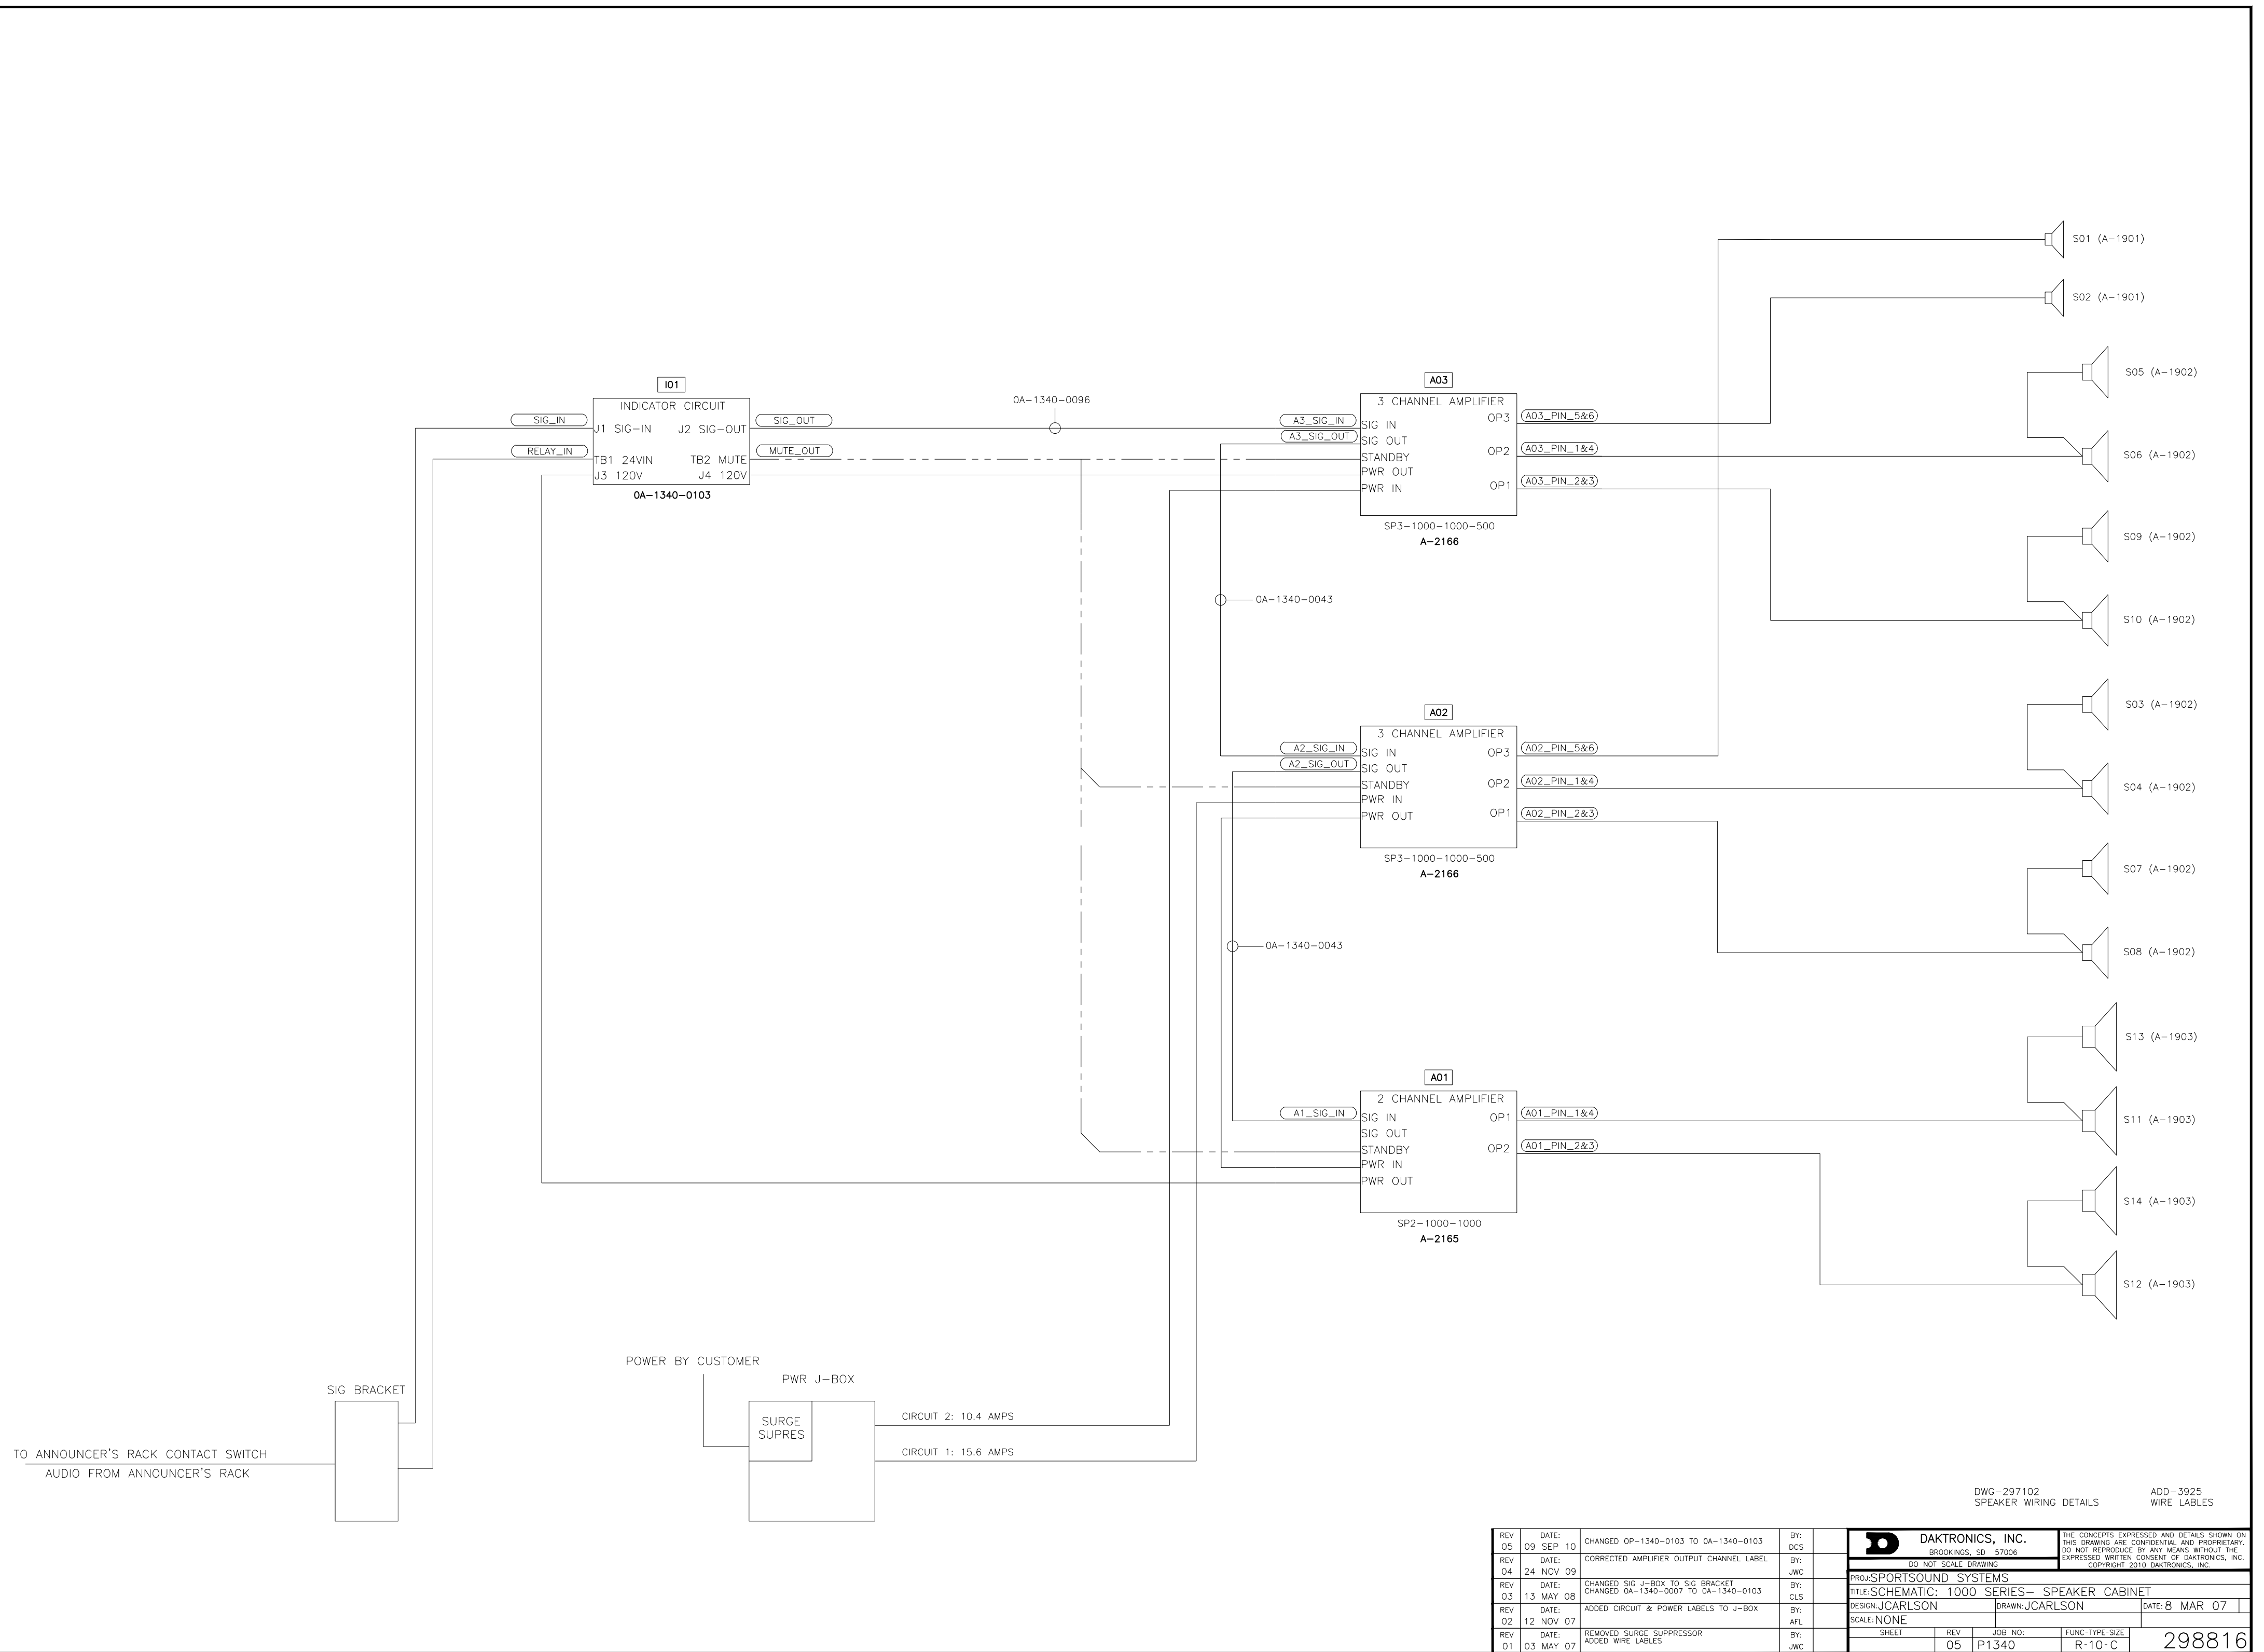 S01 (A-1901)
S02 (A-1901)
S05 (A-1902)
S06 (A-1902)
S09 (A-1902)
S10 (A-1902)
S03 (A-1902)
S04 (A-1902)
S07 (A-1902)
S08 (A-1902)
S13 (A-1903)
S11 (A-1903)
S14 (A-1903)
S12 (A-1903)
I01
INDICATOR CIRCUIT
SIG_IN
J1 SIG-IN
J2 SIG-OUT
SIG_OUT
RELAY_IN
TB1 24VIN
TB2 MUTE
MUTE_OUT
J3 120V
J4 120V
0A-1340-0103
0A-1340-0096
A03
3 CHANNEL AMPLIFIER
A3_SIG_IN
SIG IN
OP3
A03_PIN_5&6
A3_SIG_OUT
SIG OUT
STANDBY
OP2
A03_PIN_1&4
PWR OUT
PWR IN
OP1
A03_PIN_2&3
SP3-1000-1000-500
A-2166
0A-1340-0043
A02
3 CHANNEL AMPLIFIER
A2_SIG_IN
SIG IN
OP3
A02_PIN_5&6
A2_SIG_OUT
SIG OUT
STANDBY
OP2
A02_PIN_1&4
PWR IN
PWR OUT
OP1
A02_PIN_2&3
SP3-1000-1000-500
A-2166
0A-1340-0043
A01
2 CHANNEL AMPLIFIER
A1_SIG_IN
SIG IN
OP1
A01_PIN_1&4
SIG OUT
STANDBY
OP2
A01_PIN_2&3
PWR IN
PWR OUT
SP2-1000-1000
A-2165
POWER BY CUSTOMER
PWR J-BOX
SURGE
SUPRES
CIRCUIT 2: 10.4 AMPS
CIRCUIT 1: 15.6 AMPS
SIG BRACKET
TO ANNOUNCER'S RACK CONTACT SWITCH
AUDIO FROM ANNOUNCER'S RACK
DWG-297102
SPEAKER WIRING DETAILS
ADD-3925
WIRE LABLES
REV DATE: BY:
05 09 SEP 10 CHANGED OP-1340-0103 TO 0A-1340-0103 DCS
REV DATE: BY:
04 24 NOV 09 CORRECTED AMPLIFIER OUTPUT CHANNEL LABEL JWC
REV DATE: BY:
03 13 MAY 08 CHANGED SIG J-BOX TO SIG BRACKET
CHANGED 0A-1340-0007 TO 0A-1340-0103 CLS
REV DATE: BY:
02 12 NOV 07 ADDED CIRCUIT & POWER LABELS TO J-BOX AFL
REV DATE: BY:
01 03 MAY 07 REMOVED SURGE SUPPRESSOR
ADDED WIRE LABLES JWC
DAKTRONICS, INC.
BROOKINGS, SD 57006
DO NOT SCALE DRAWING
THE CONCEPTS EXPRESSED AND DETAILS SHOWN ON
THIS DRAWING ARE CONFIDENTIAL AND PROPRIETARY.
DO NOT REPRODUCE BY ANY MEANS WITHOUT THE
EXPRESSED WRITTEN CONSENT OF DAKTRONICS, INC.
COPYRIGHT 2010 DAKTRONICS, INC.
PROJ: SPORTSOUND SYSTEMS
TITLE: SCHEMATIC: 1000 SERIES- SPEAKER CABINET
DESIGN: JCARLSON DRAWN: JCARLSON DATE: 8 MAR 07
SCALE: NONE
SHEET REV JOB NO: FUNC-TYPE-SIZE
05 P1340 R-10-C 298816